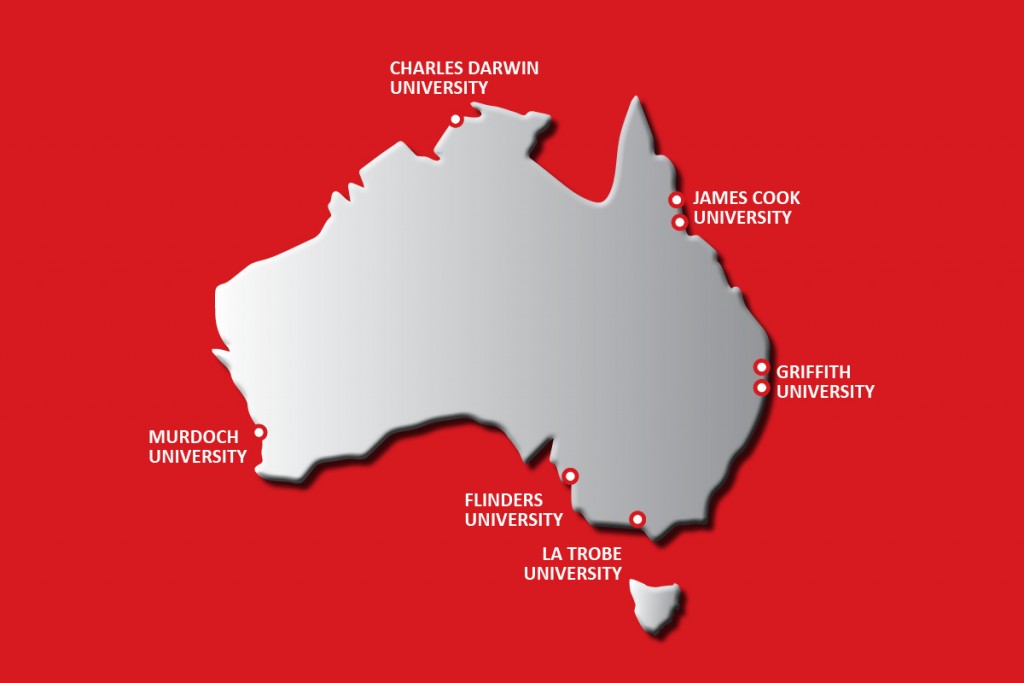 CHARLES DARWIN
UNIVERSITY
JAMES COOK
UNIVERSITY
GRIFFITH
UNIVERSITY
MURDOCH
UNIVERSITY
FLINDERS
UNIVERSITY
LA TROBE
UNIVERSITY